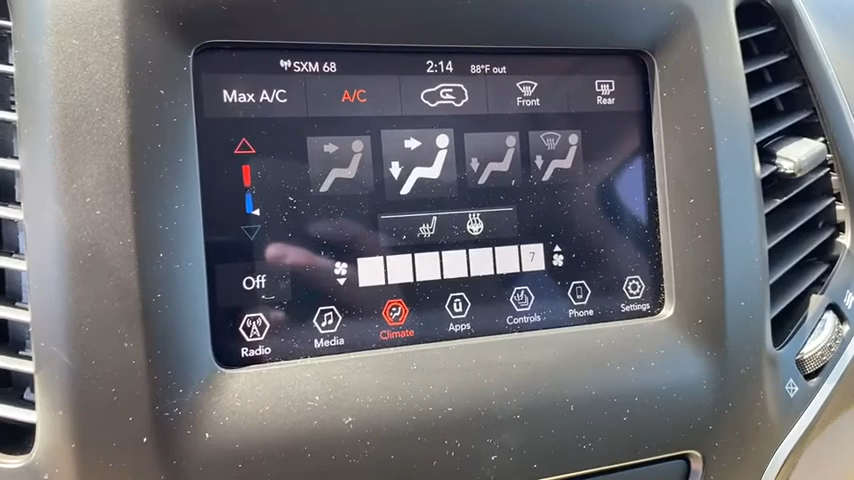 SXM 68 2:14 88°F out
Max A/C A/C Front Rear
7
Off
Radio Media Climate Apps Controls Phone Settings